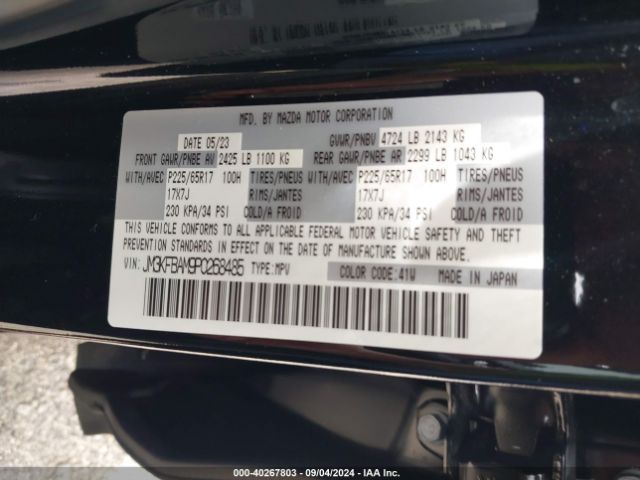 MFD. BY MAZDA MOTOR CORPORATION
DATE 05/23 GVWR/PNBV 4724 LB 2143 KG
FRONT GAWR/PNBE AV 2425 LB 1100 KG REAR GAWR/PNBE AR 2299 LB 1043 KG
WITH/AVEC P225/65R17 100H TIRES/PNEUS WITH/AVEC P225/65R17 100H TIRES/PNEUS
17X7J RIMS/JANTES 17X7J RIMS/JANTES
230 KPA/34 PSI COLD/A FROID 230 KPA/34 PSI COLD/A FROID
THIS VEHICLE CONFORMS TO ALL APPLICABLE FEDERAL MOTOR VEHICLE SAFETY AND THEFT
PREVENTION STANDARDS IN EFFECT ON THE DATE OF MANUFACTURE SHOWN ABOVE.
VIN: JM3KFBAM9P0268485 TYPE:MPV COLOR CODE:41W MADE IN JAPAN
000-40267803 - 09/04/2024 - IAA Inc.